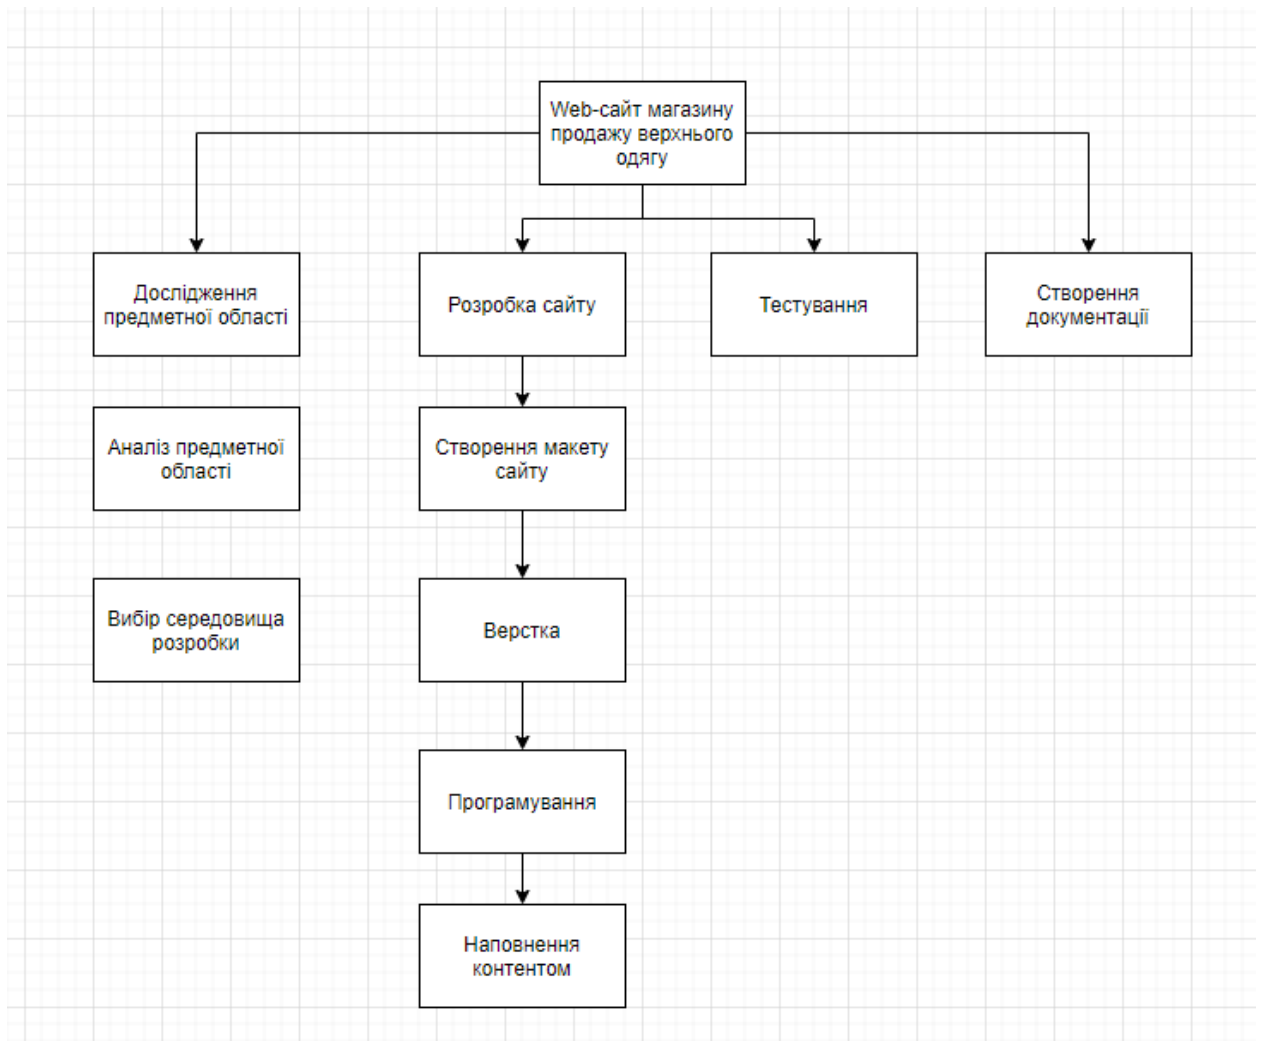 Web-сайт магазину
продажу верхнього
одягу
Дослідження
предметної області
Розробка сайту
Тестування
Створення
документації
Аналіз предметної
області
Створення макету
сайту
Вибір середовища
розробки
Верстка
Програмування
Наповнення
контентом